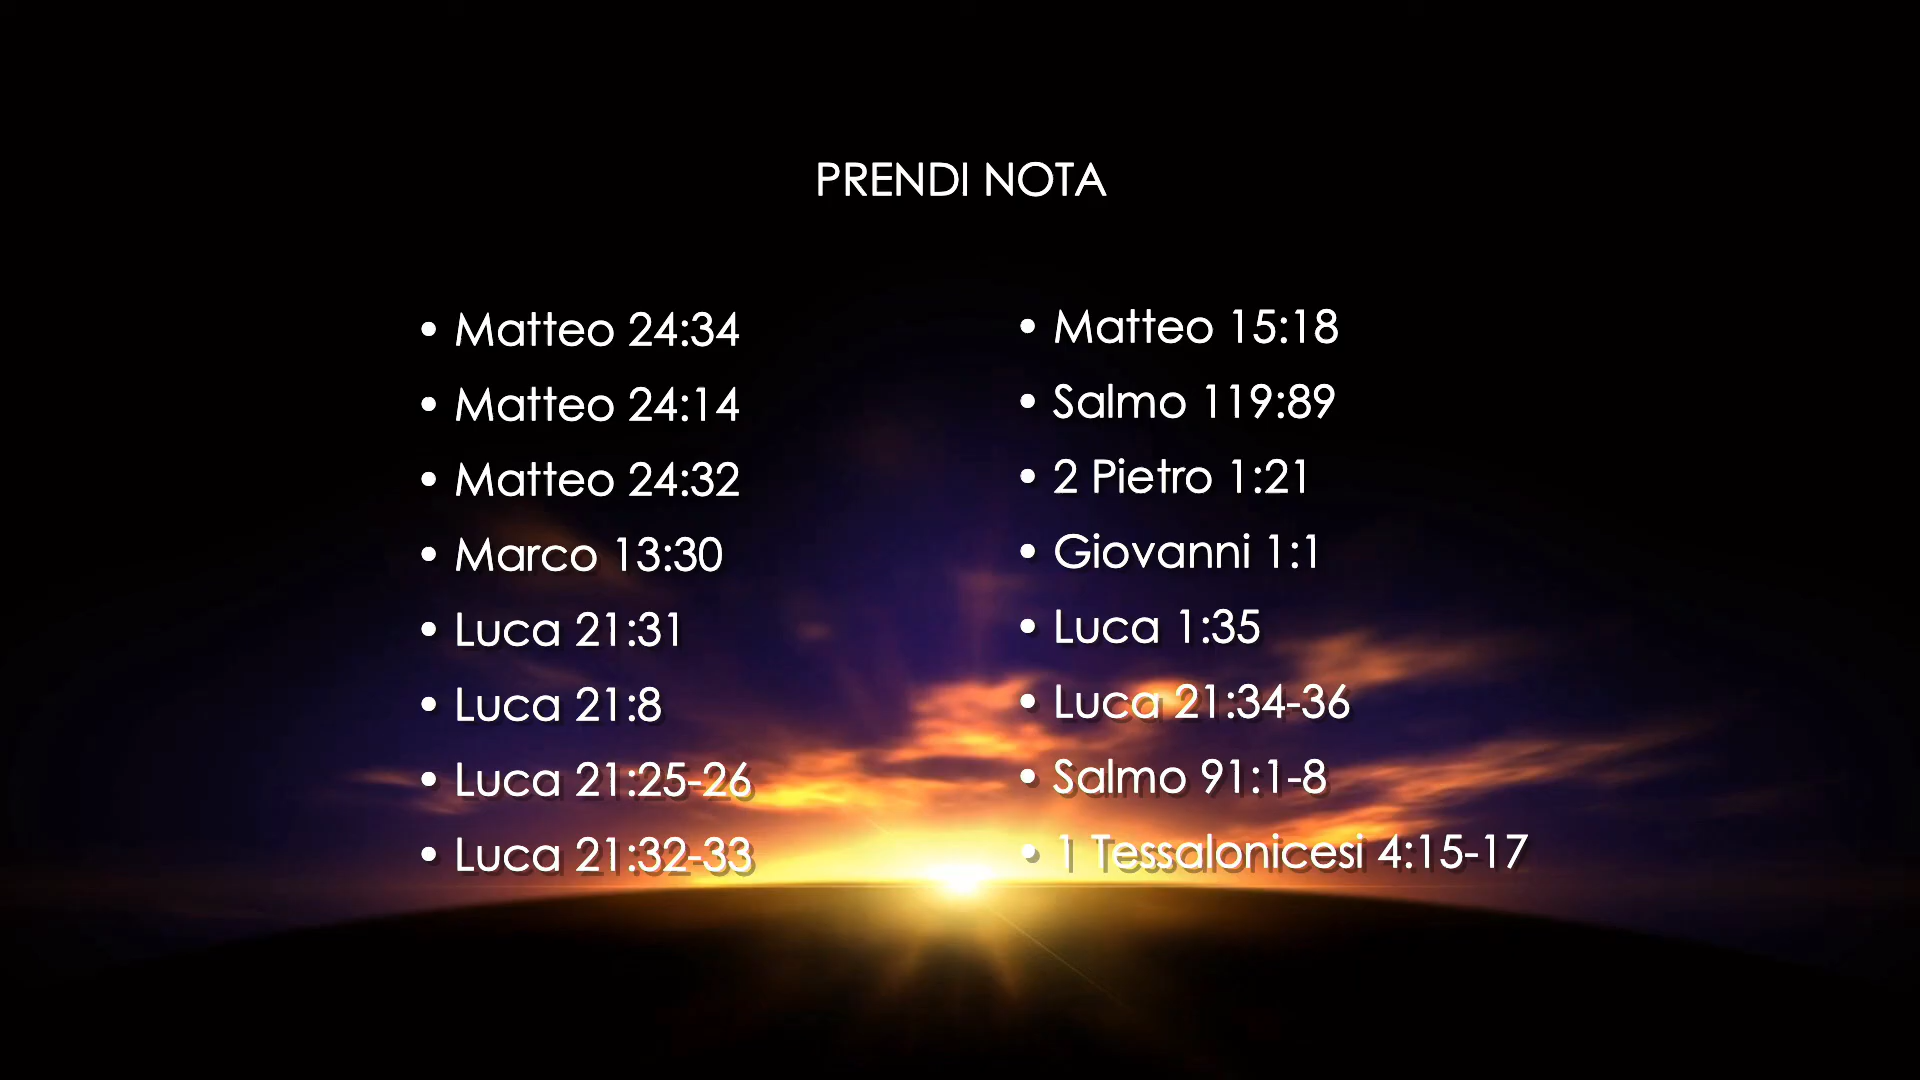 PRENDI NOTA
• Matteo 24:34
• Matteo 24:14
• Matteo 24:32
• Marco 13:30
• Luca 21:31
• Luca 21:8
• Luca 21:25-26
• Luca 21:32-33
• Matteo 15:18
• Salmo 119:89
• 2 Pietro 1:21
• Giovanni 1:1
• Luca 1:35
• Luca 21:34-36
• Salmo 91:1-8
• 1 Tessalonicesi 4:15-17